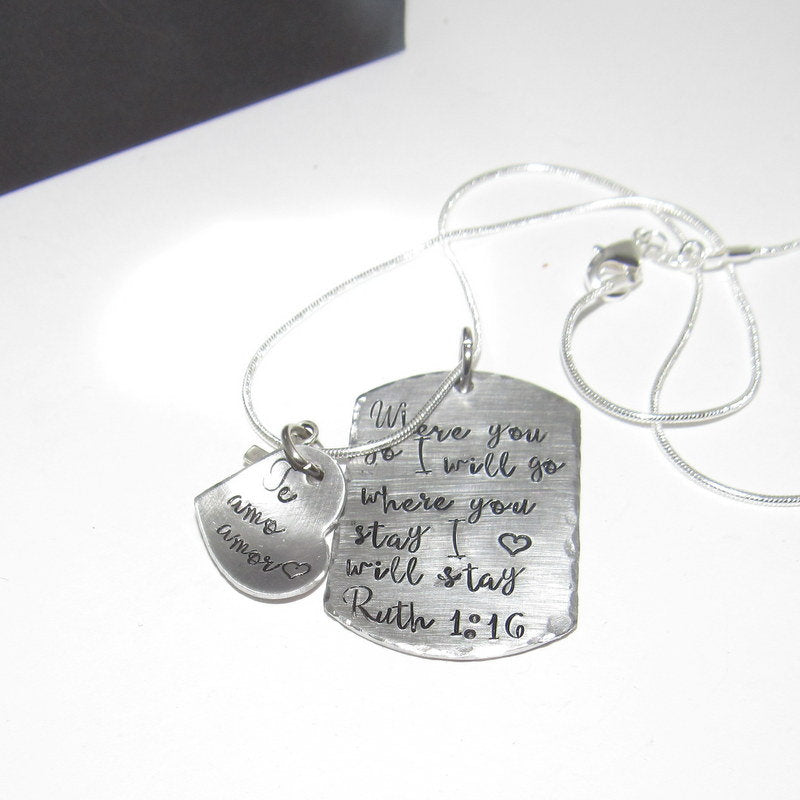 Where you
go I will go
where you
stay I ♡
will stay
Ruth 1:16
Te
amo
amor♡